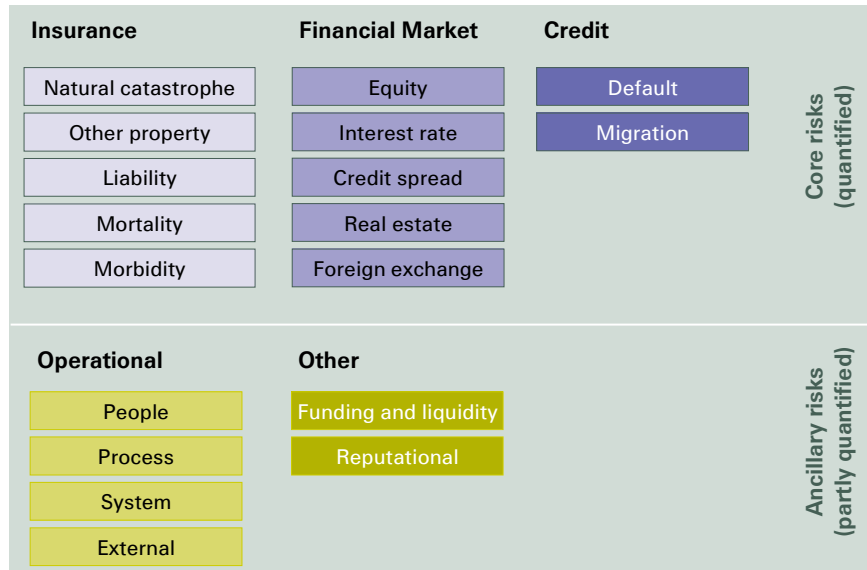 Insurance
Financial Market
Credit
Natural catastrophe
Equity
Default
Other property
Interest rate
Migration
Liability
Credit spread
Mortality
Real estate
Morbidity
Foreign exchange
Core risks
(quantified)
Operational
Other
People
Funding and liquidity
Process
Reputational
System
External
Ancillary risks
(partly quantified)